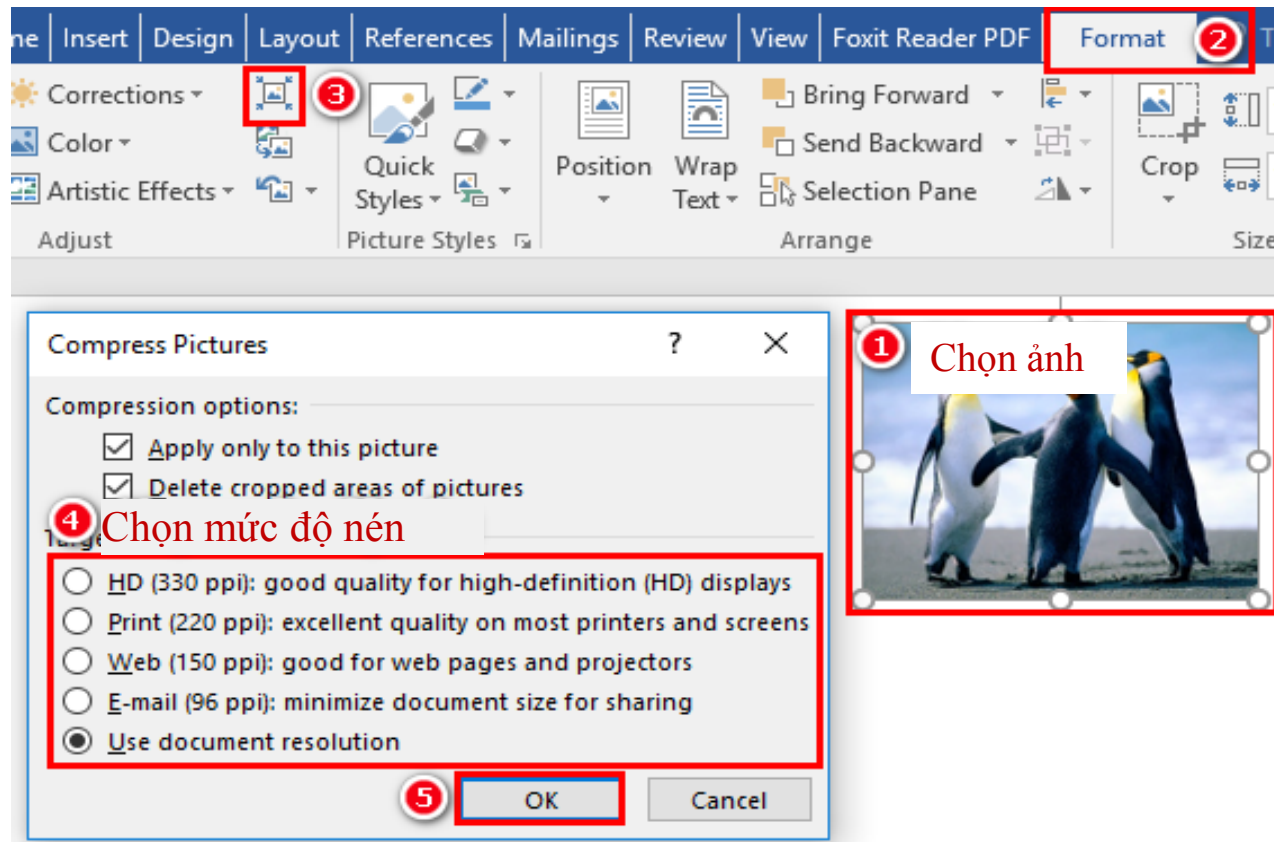 ne Insert Design Layout References Mailings Review View Foxit Reader PDF Format 2 T
Corrections 3
Color
Artistic Effects
Quick
Styles
Position
Wrap
Text
Bring Forward
Send Backward
Selection Pane
Crop
Adjust Picture Styles Arrange Size
Compress Pictures ?
1 Chọn ảnh
Compression options:
Apply only to this picture
Delete cropped areas of pictures
4 Chọn mức độ nén
HD (330 ppi): good quality for high-definition (HD) displays
Print (220 ppi): excellent quality on most printers and screens
Web (150 ppi): good for web pages and projectors
E-mail (96 ppi): minimize document size for sharing
Use document resolution
5 OK Cancel